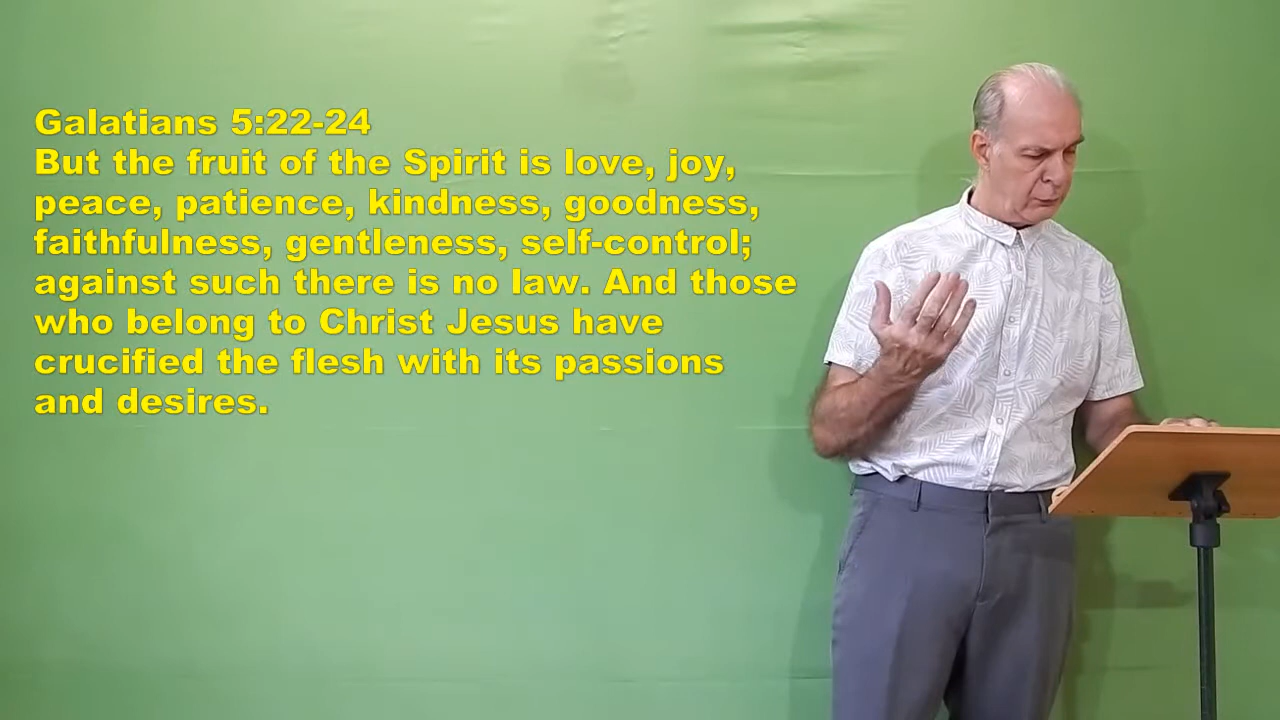 Galatians 5:22-24
But the fruit of the Spirit is love, joy,
peace, patience, kindness, goodness,
faithfulness, gentleness, self-control;
against such there is no law. And those
who belong to Christ Jesus have
crucified the flesh with its passions
and desires.